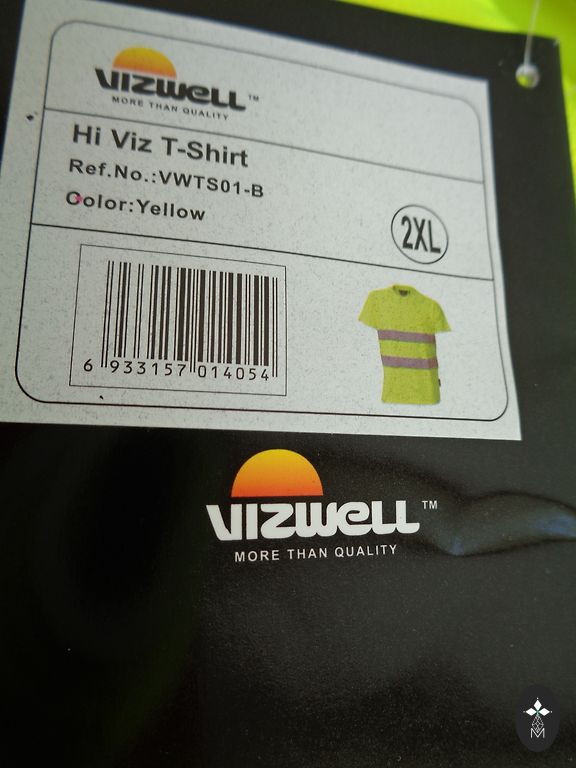 VIZWELL™
MORE THAN QUALITY
Hi Viz T-Shirt
Ref.No.:VWTS01-B
Color:Yellow
2XL
6 933157 014054
VIZWELL™
MORE THAN QUALITY
M